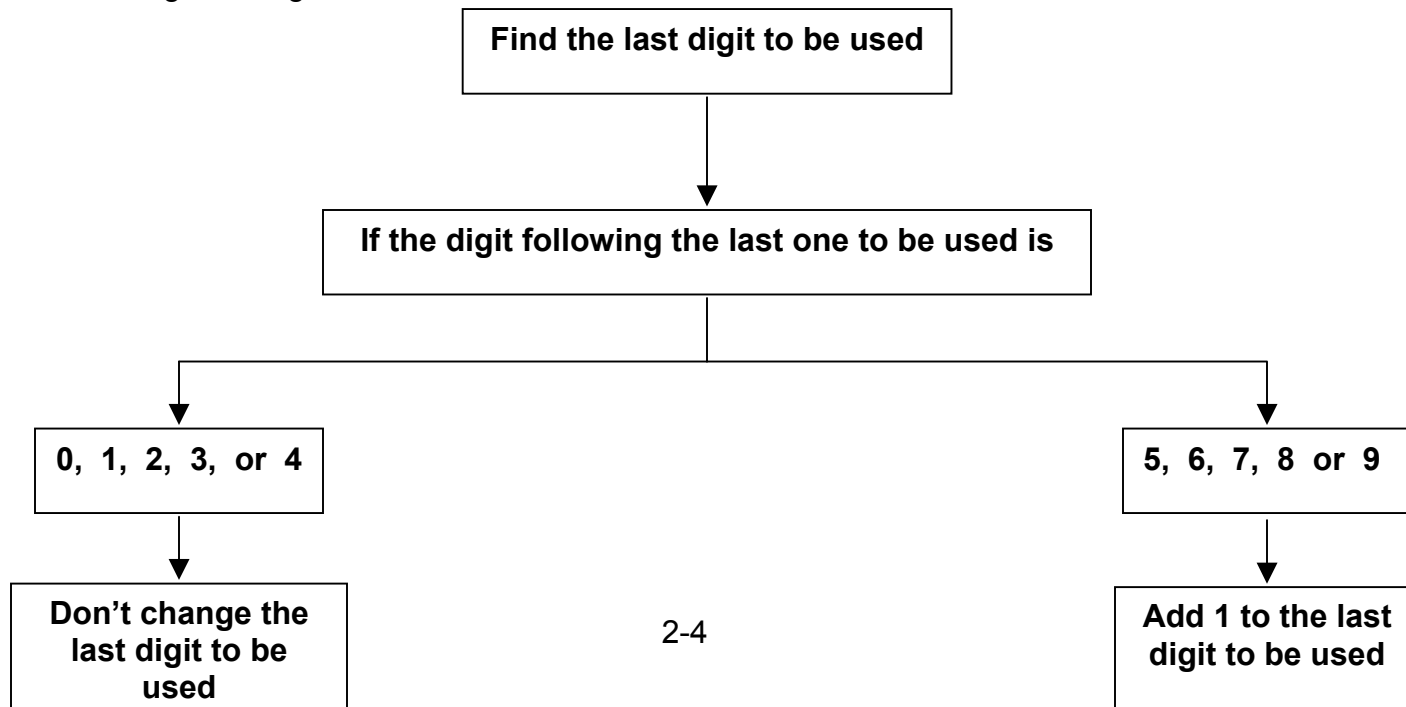 Find the last digit to be used
If the digit following the last one to be used is
0, 1, 2, 3, or 4
5, 6, 7, 8 or 9
Don’t change the
last digit to be
used
2-4
Add 1 to the last
digit to be used